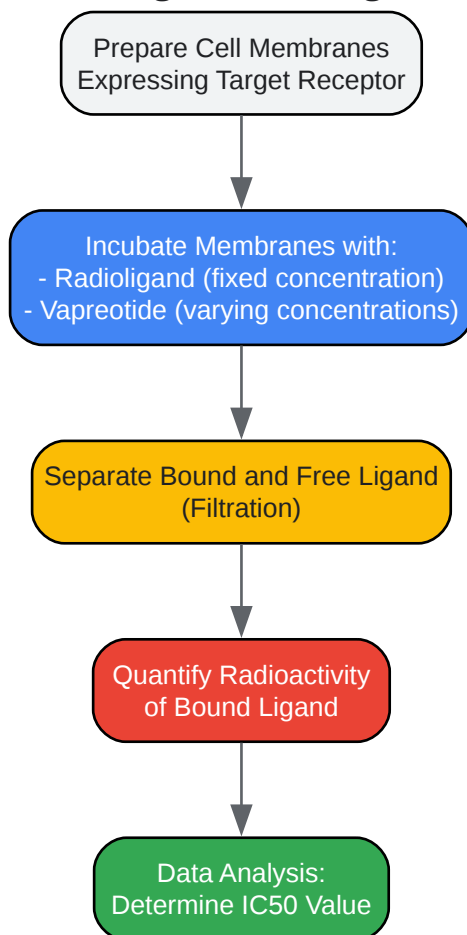 Prepare Cell Membranes
Expressing Target Receptor
Incubate Membranes with:
- Radioligand (fixed concentration)
- Vapreotide (varying concentrations)
Separate Bound and Free Ligand
(Filtration)
Quantify Radioactivity
of Bound Ligand
Data Analysis:
Determine IC50 Value